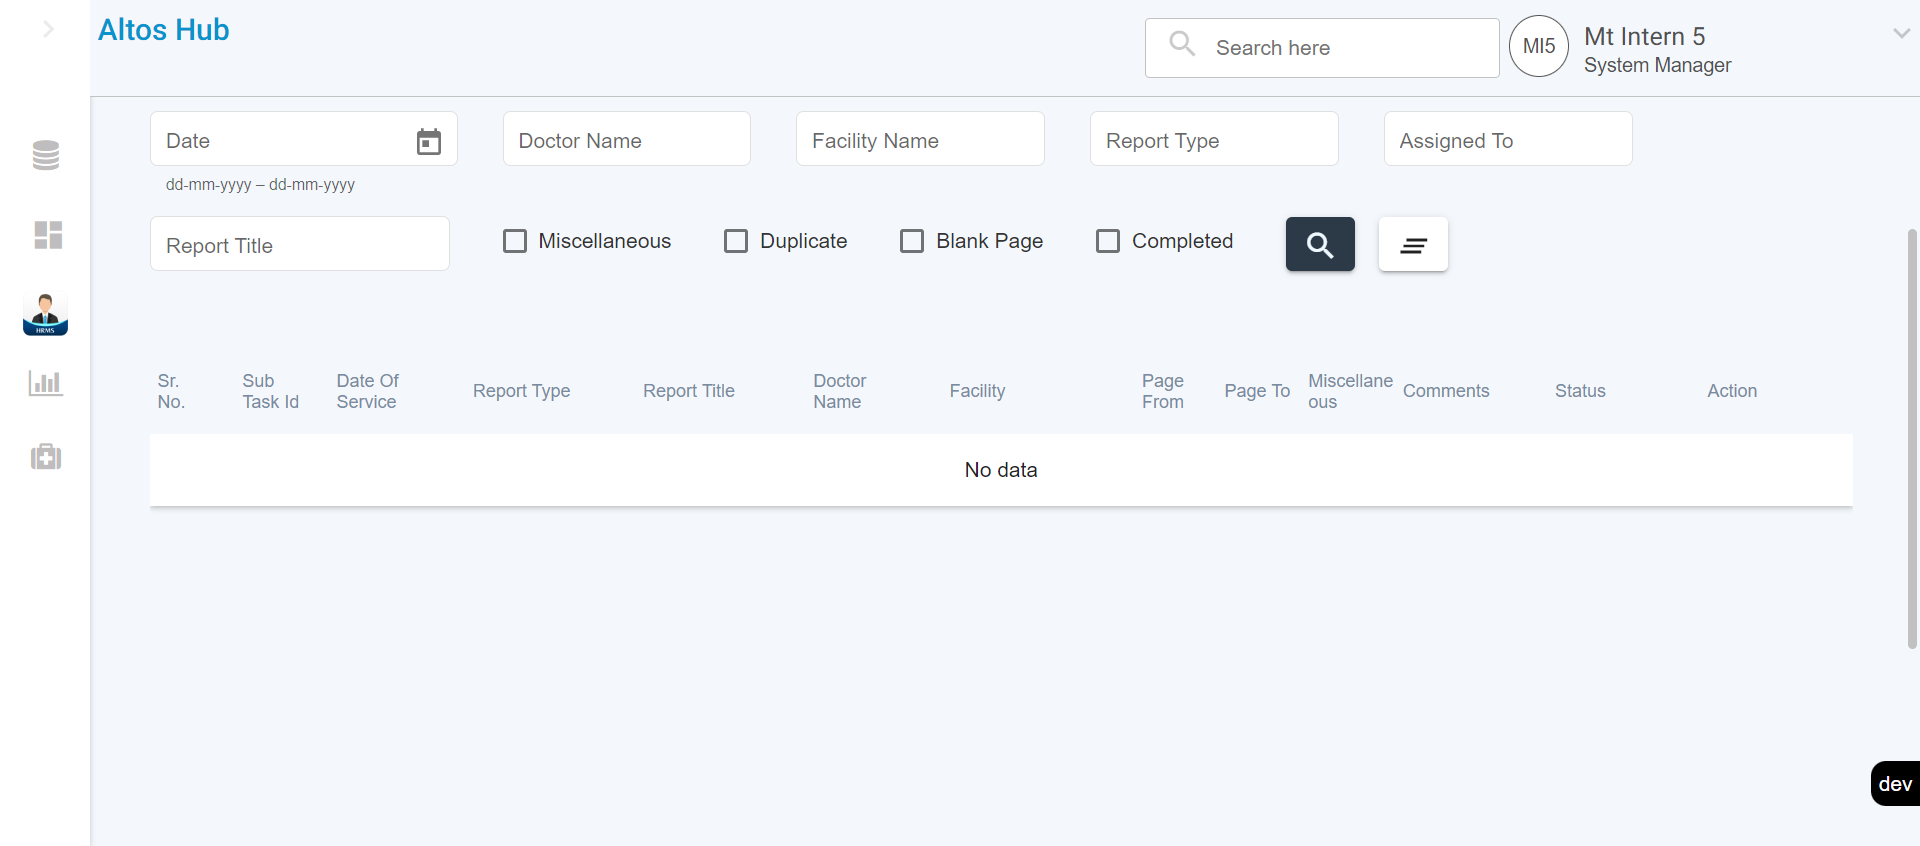 Altos Hub
Search here
MI5
Mt Intern 5
System Manager
Date
Doctor Name
Facility Name
Report Type
Assigned To
dd-mm-yyyy – dd-mm-yyyy
Report Title
Miscellaneous
Duplicate
Blank Page
Completed
HRMS
Sr.
No.
Sub
Task Id
Date Of
Service
Report Type
Report Title
Doctor
Name
Facility
Page
From
Page To
Miscellane
ous
Comments
Status
Action
No data
dev